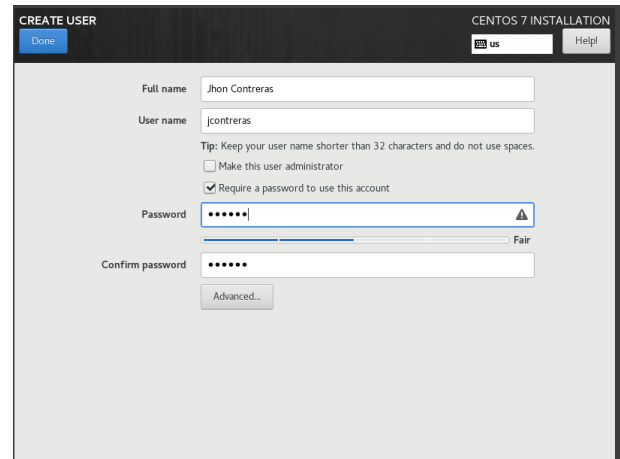 CREATE USER
CENTOS 7 INSTALLATION
Done
us
Help!
Full name
Jhon Contreras
User name
jcontreras
Tip: Keep your user name shorter than 32 characters and do not use spaces.
Make this user administrator
Require a password to use this account
Password
••••••
Fair
Confirm password
••••••
Advanced...